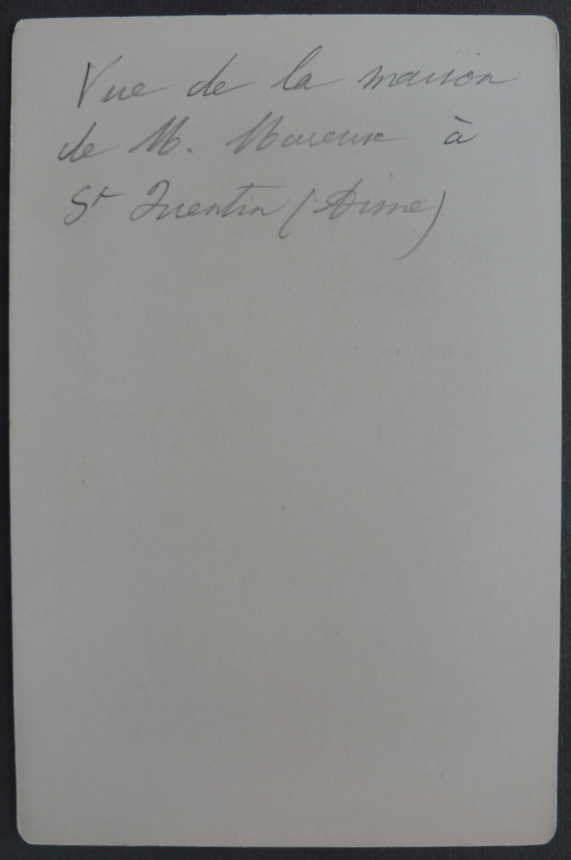 Vue de la maison
de M. à
St Quentin (Aisne)